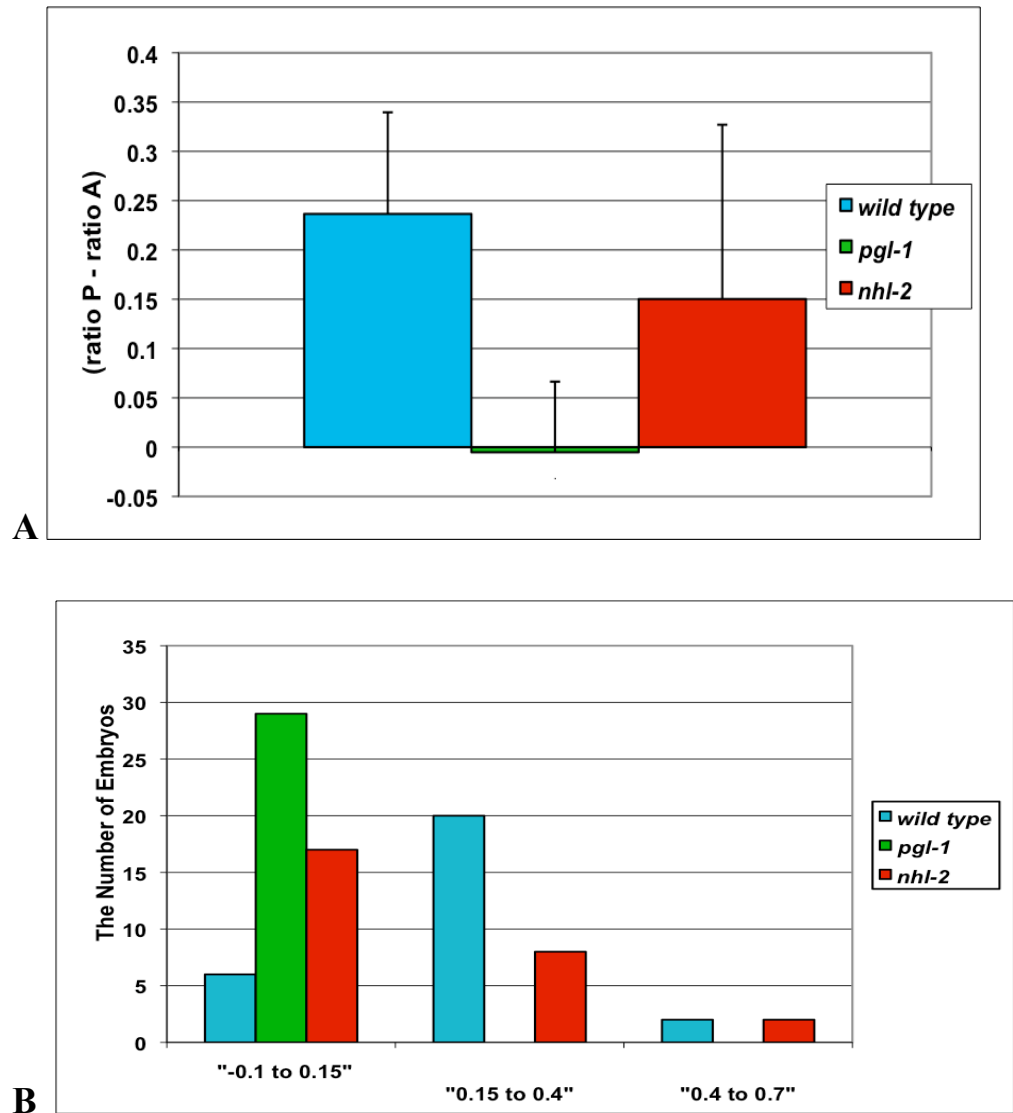 0.4
0.35
0.3
0.25
0.2
0.15
0.1
0.05
0
-0.05
(ratio P - ratio A)
wild type
pgl-1
nhl-2
A
35
30
25
20
15
10
5
0
The Number of Embryos
wild type
pgl-1
nhl-2
"-0.1 to 0.15"
"0.15 to 0.4"
"0.4 to 0.7"
B